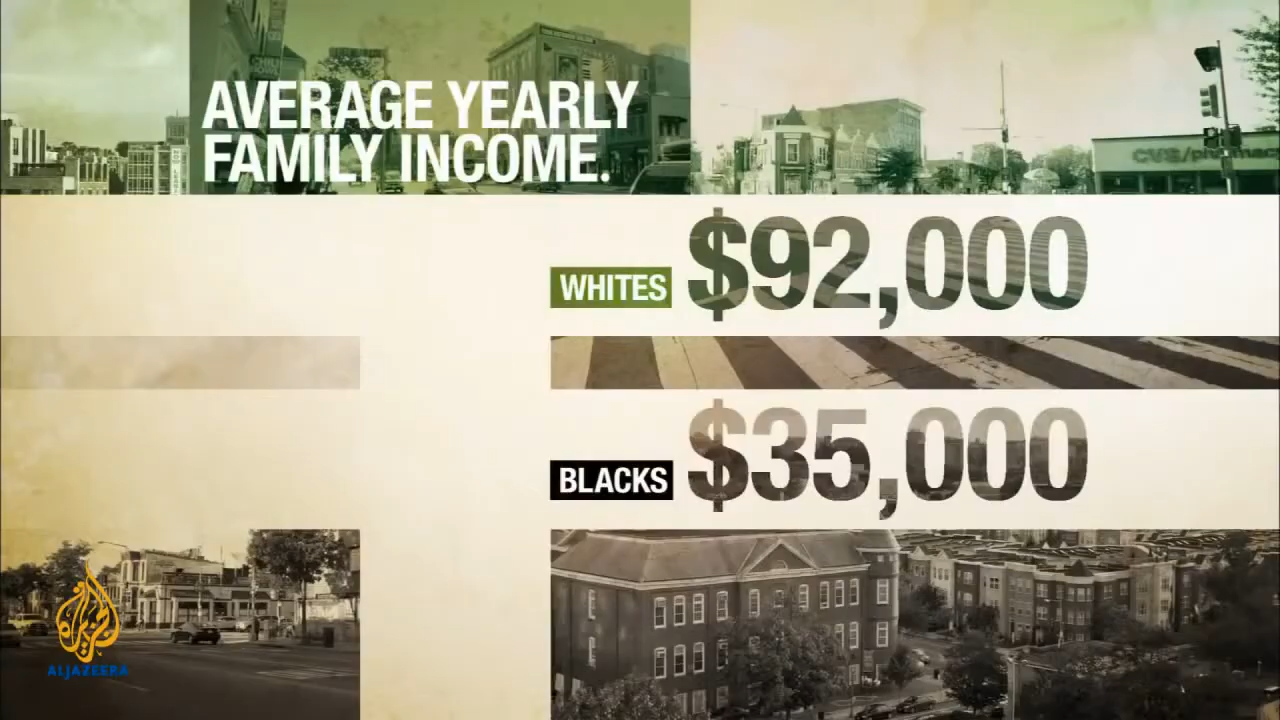 AVERAGE YEARLY
FAMILY INCOME.
WHITES $92,000
BLACKS $35,000
CVS/pharmacy
ALJAZEERA